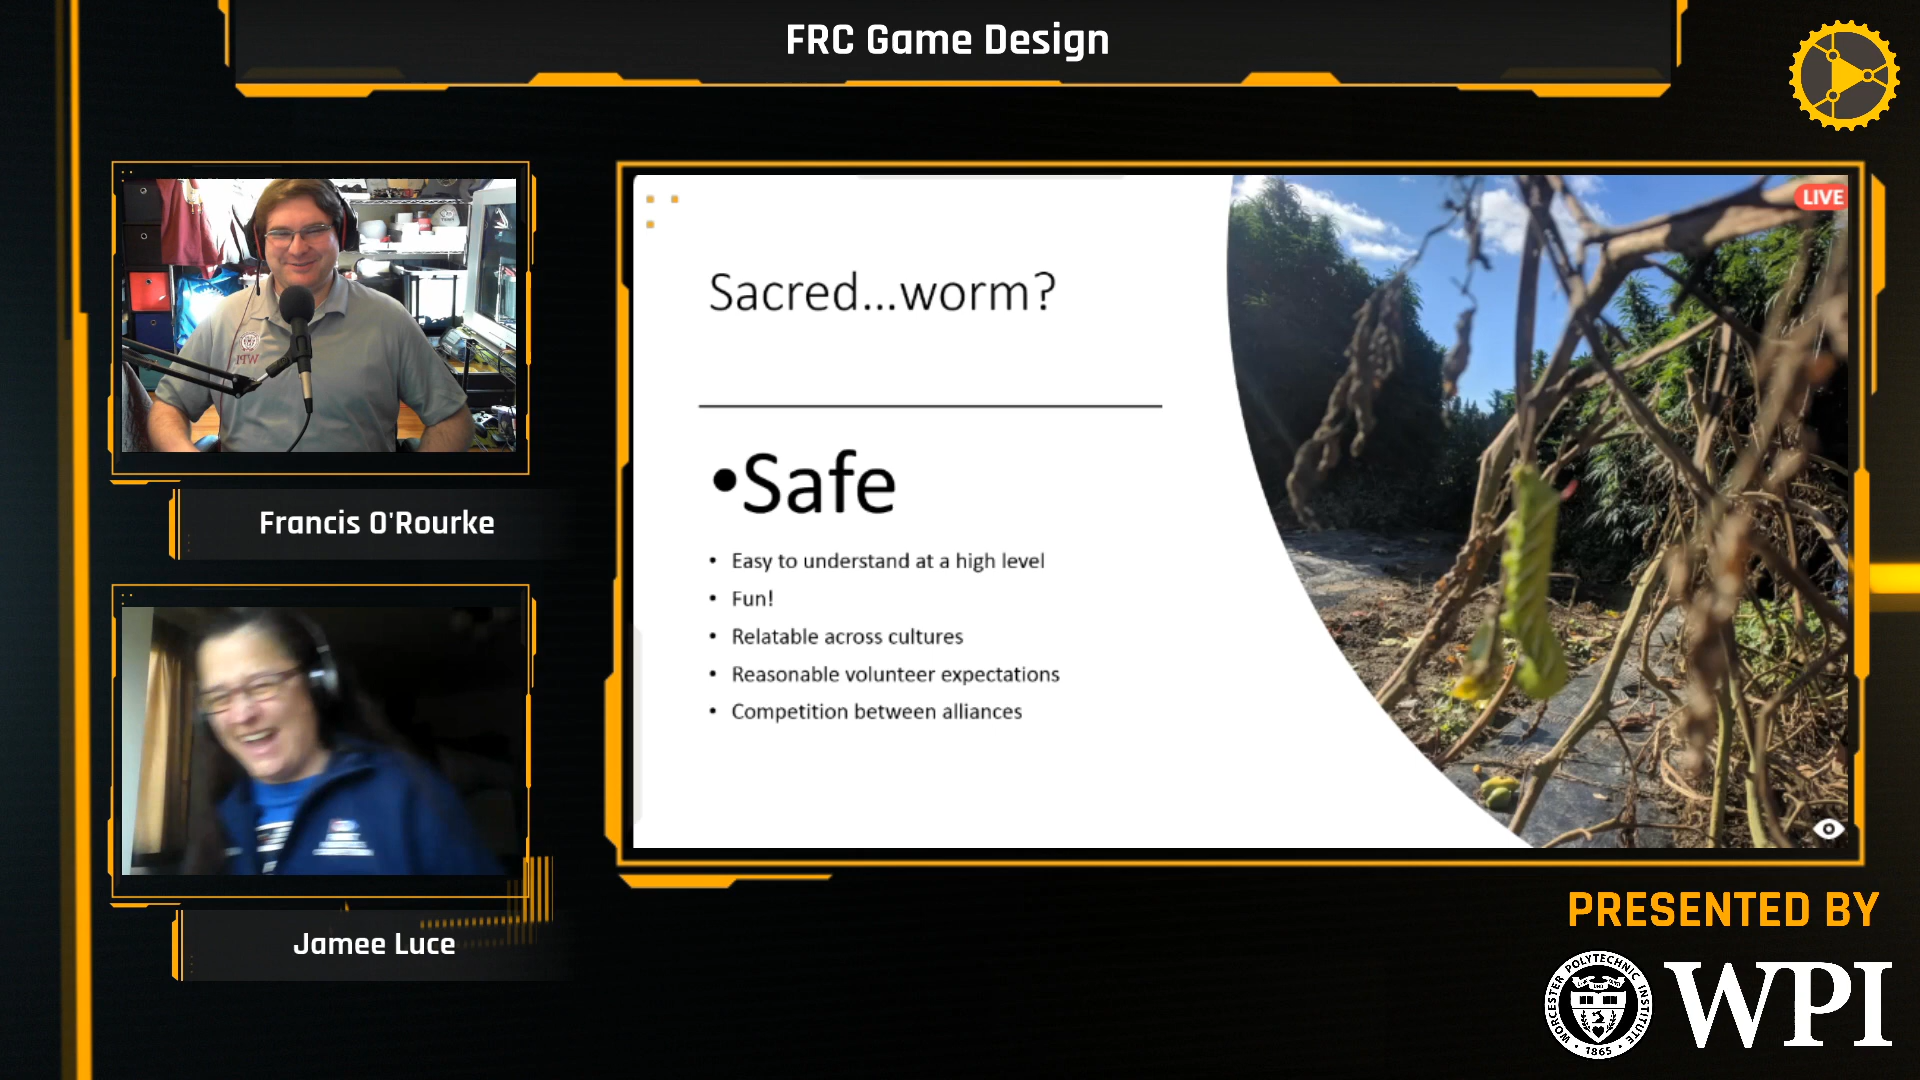 FRC Game Design
LIVE
Sacred...worm?
•Safe
• Easy to understand at a high level
• Fun!
• Relatable across cultures
• Reasonable volunteer expectations
• Competition between alliances
WPI
Francis O'Rourke
Jamee Luce
PRESENTED BY
WORCESTER POLYTECHNIC INSTITUTE
• 1865 •
WPI